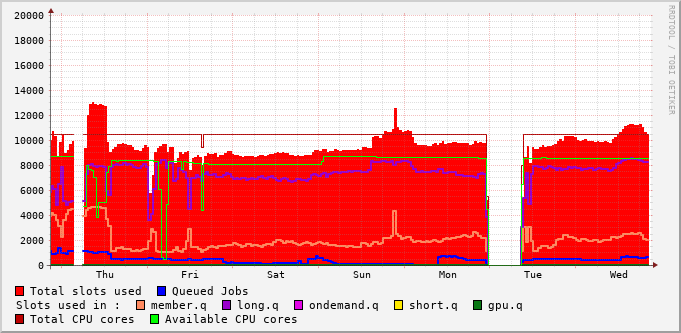 RRDTOOL / TOBI OETIKER
20000
18000
16000
14000
12000
10000
8000
6000
4000
2000
0
Thu Fri Sat Sun Mon Tue Wed
Total slots used Queued Jobs
Slots used in : member.q long.q ondemand.q short.q gpu.q
Total CPU cores Available CPU cores